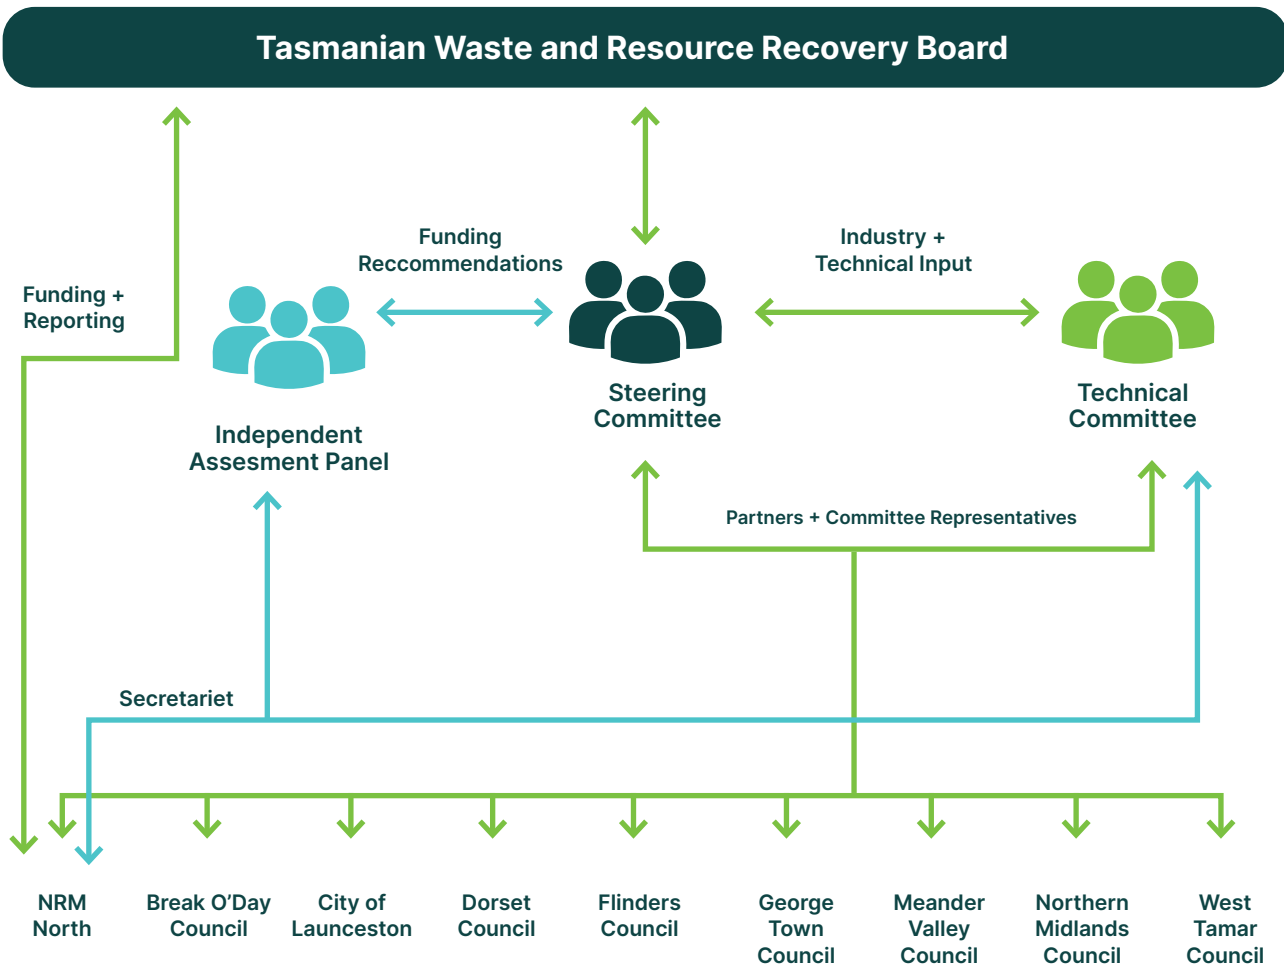 Tasmanian Waste and Resource Recovery Board
Funding
Reccommendations
Industry +
Technical Input
Funding +
Reporting
Steering
Committee
Technical
Committee
Independent
Assesment Panel
Partners + Committee Representatives
Secretariet
NRM
North
Break O’Day
Council
City of
Launceston
Dorset
Council
Flinders
Council
George
Town
Council
Meander
Valley
Council
Northern
Midlands
Council
West
Tamar
Council